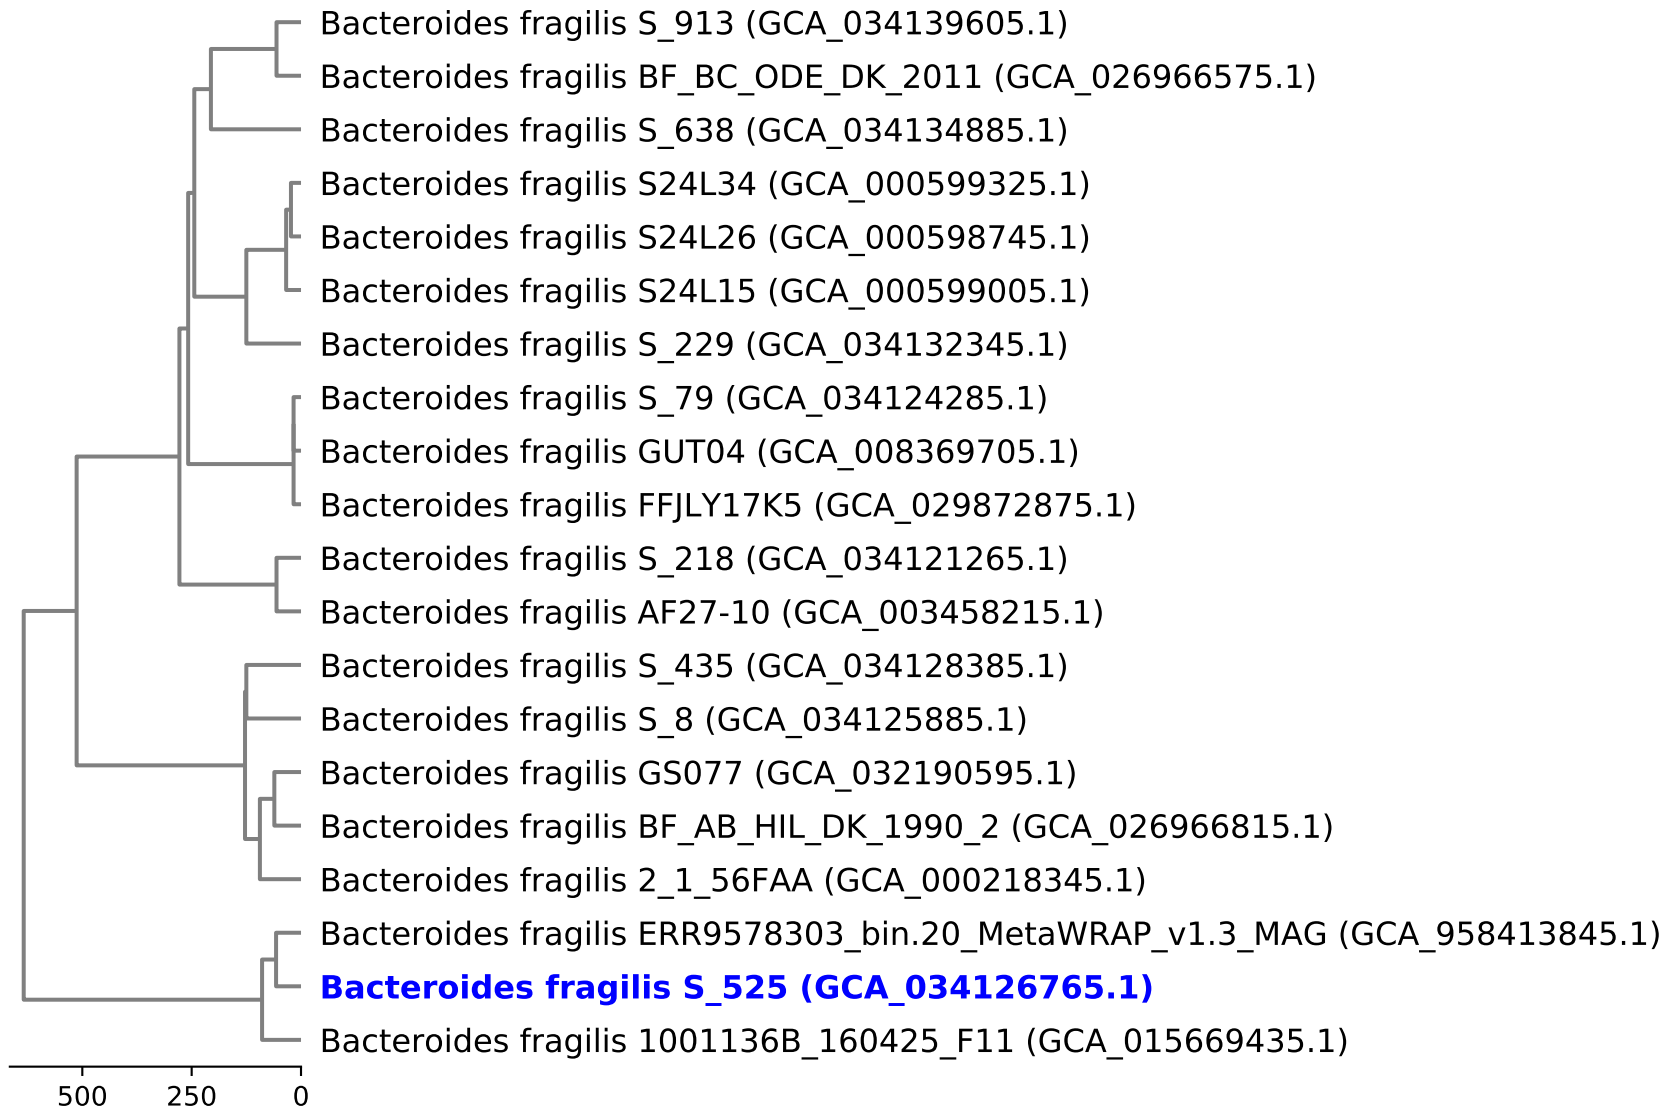 Bacteroides fragilis S_913 (GCA_034139605.1)
Bacteroides fragilis BF_BC_ODE_DK_2011 (GCA_026966575.1)
Bacteroides fragilis S_638 (GCA_034134885.1)
Bacteroides fragilis S24L34 (GCA_000599325.1)
Bacteroides fragilis S24L26 (GCA_000598745.1)
Bacteroides fragilis S24L15 (GCA_000599005.1)
Bacteroides fragilis S_229 (GCA_034132345.1)
Bacteroides fragilis S_79 (GCA_034124285.1)
Bacteroides fragilis GUT04 (GCA_008369705.1)
Bacteroides fragilis FFJLY17K5 (GCA_029872875.1)
Bacteroides fragilis S_218 (GCA_034121265.1)
Bacteroides fragilis AF27-10 (GCA_003458215.1)
Bacteroides fragilis S_435 (GCA_034128385.1)
Bacteroides fragilis S_8 (GCA_034125885.1)
Bacteroides fragilis GS077 (GCA_032190595.1)
Bacteroides fragilis BF_AB_HIL_DK_1990_2 (GCA_026966815.1)
Bacteroides fragilis 2_1_56FAA (GCA_000218345.1)
Bacteroides fragilis ERR9578303_bin.20_MetaWRAP_v1.3_MAG (GCA_958413845.1)
Bacteroides fragilis S_525 (GCA_034126765.1)
Bacteroides fragilis 1001136B_160425_F11 (GCA_015669435.1)
500 250 0